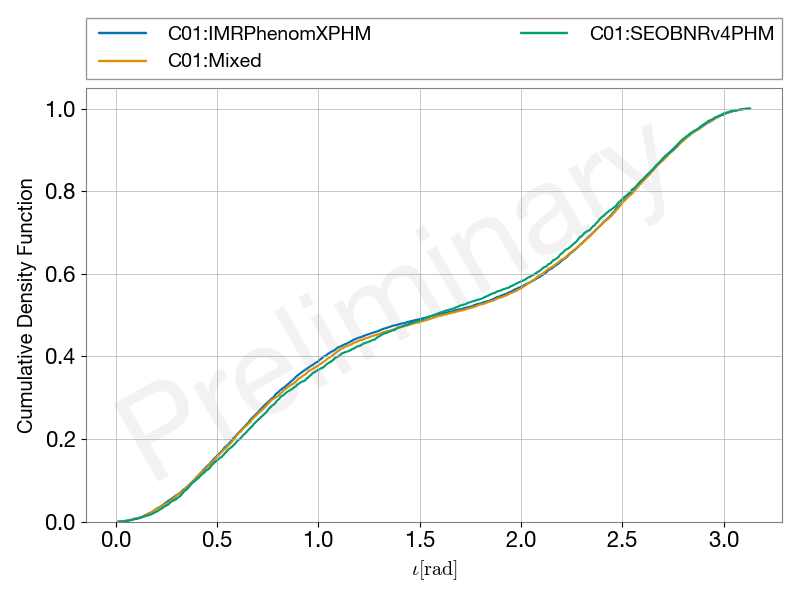 C01:IMRPhenomXPHM
C01:Mixed
C01:SEOBNRv4PHM
Cumulative Density Function
1.0
0.8
0.6
0.4
0.2
0.0
Preliminary
0.0 0.5 1.0 1.5 2.0 2.5 3.0
ι[rad]